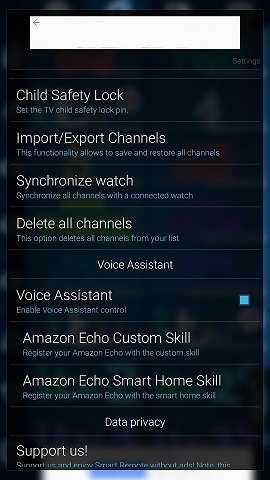 Settings
Child Safety Lock
Set the TV child safety lock pin.
Import/Export Channels
This functionality allows to save and restore all channels
Synchronize watch
Synchronize all channels with a connected watch
Delete all channels
This option deletes all channels from your list
Voice Assistant
Voice Assistant
Enable Voice Assistant control
Amazon Echo Custom Skill
Register your Amazon Echo with the custom skill
Amazon Echo Smart Home Skill
Register your Amazon Echo with the smart home skill
Data privacy
Support us!
Support us and enjoy Smart Remote without ads! Note, this